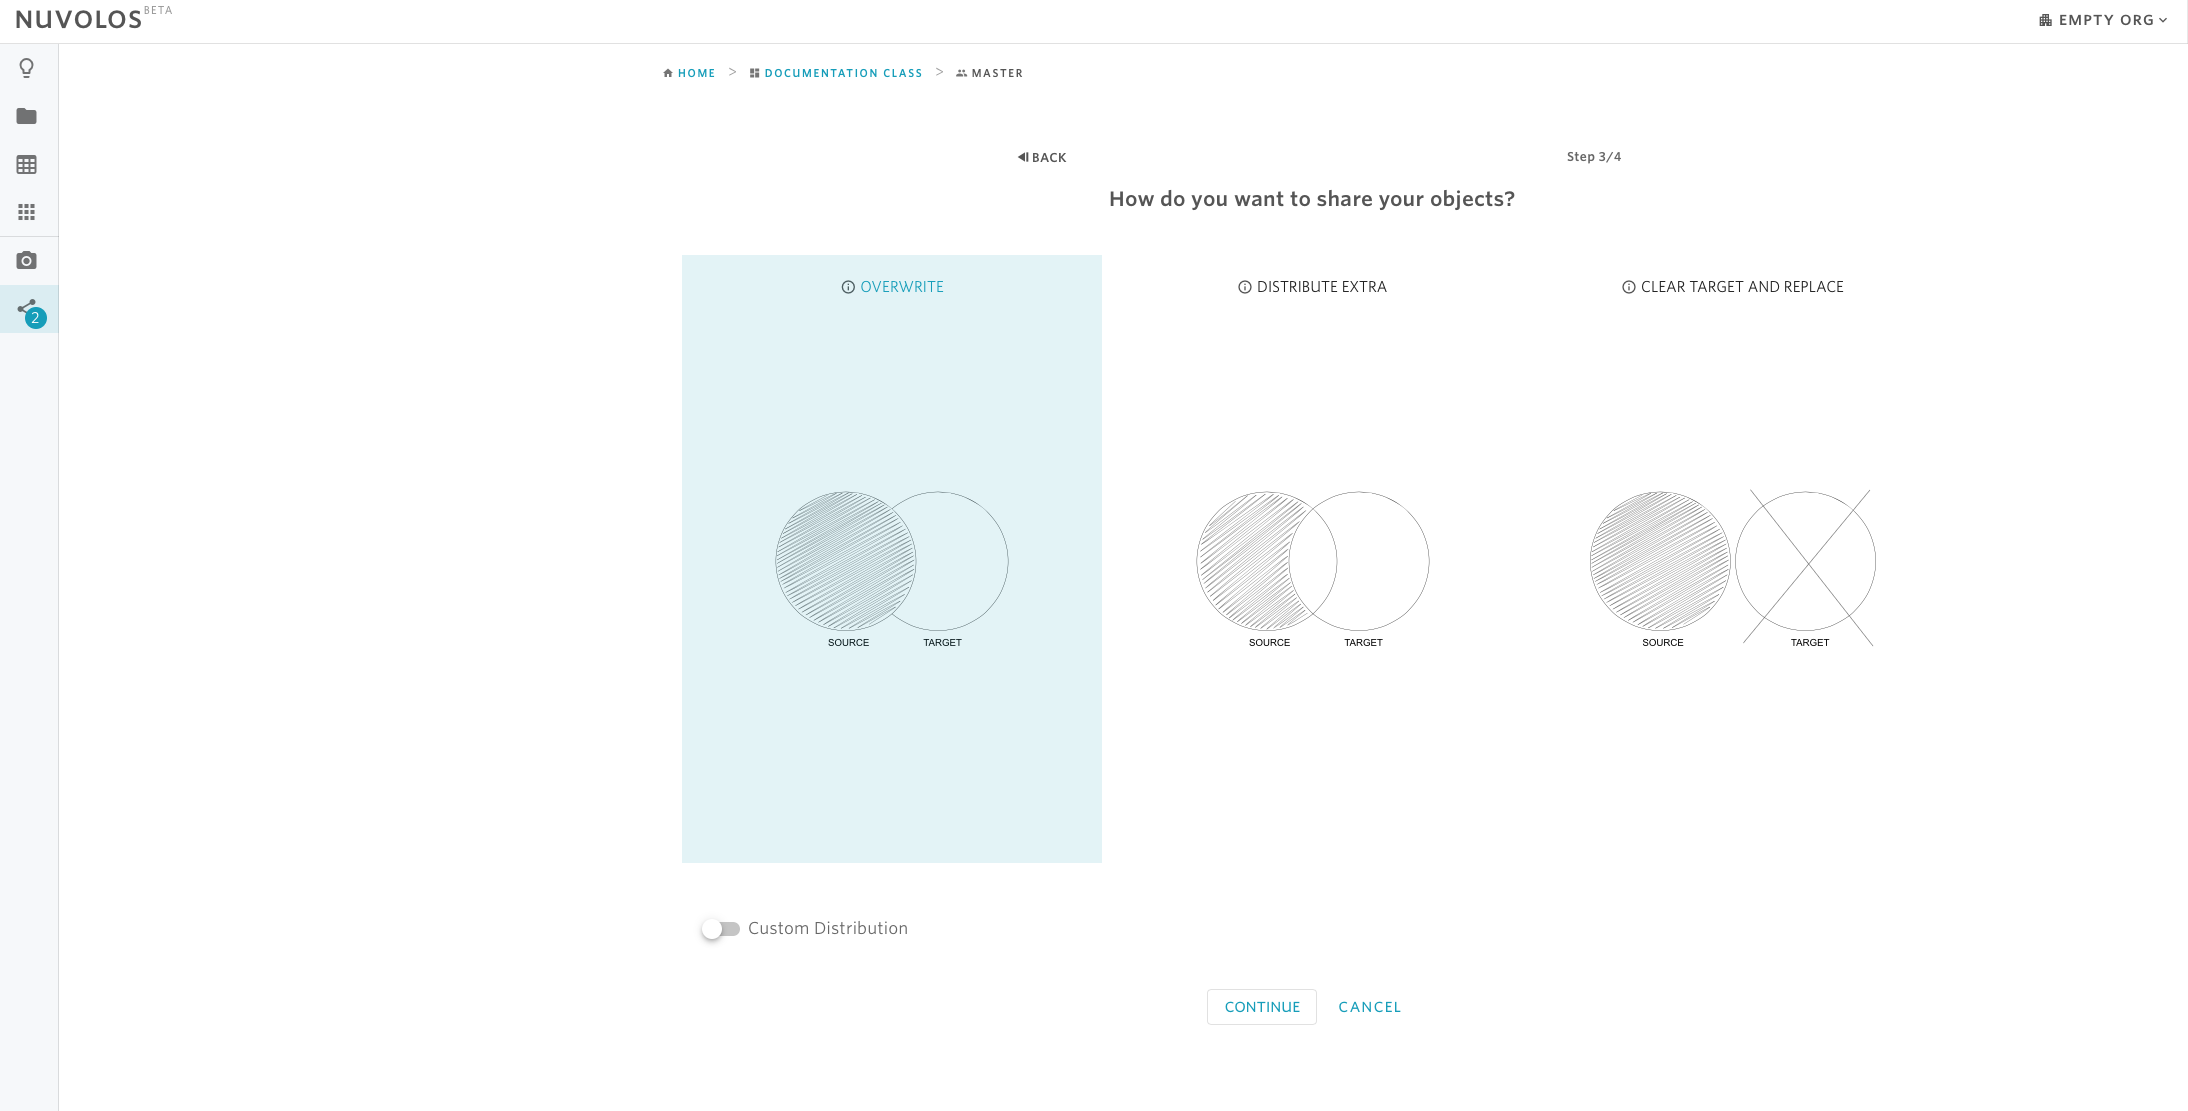 NUVOLOS BETA
EMPTY ORG
HOME > DOCUMENTATION CLASS > MASTER
BACK
Step 3/4
How do you want to share your objects?
OVERWRITE
DISTRIBUTE EXTRA
CLEAR TARGET AND REPLACE
2
SOURCE TARGET
SOURCE TARGET
SOURCE TARGET
Custom Distribution
CONTINUE
CANCEL